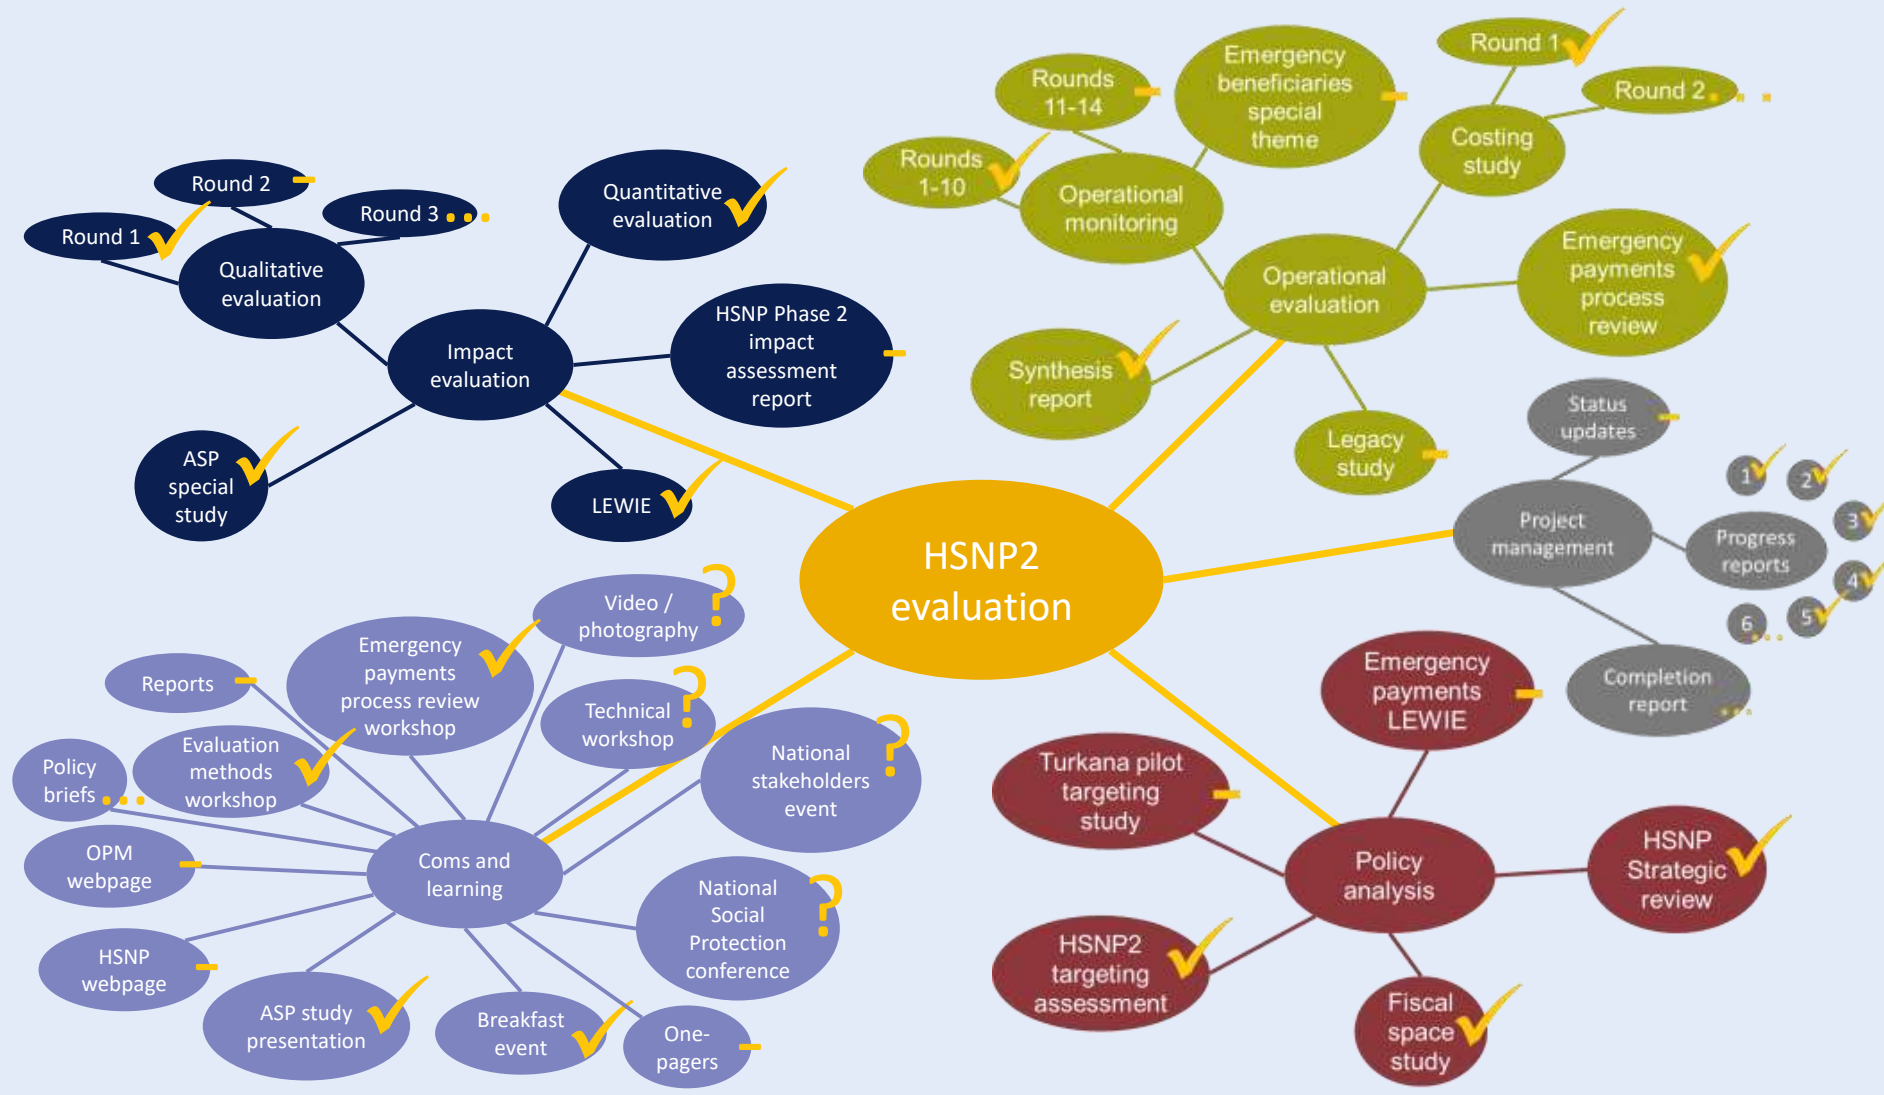 HSNP2
evaluation
Impact
evaluation
Qualitative
evaluation
Round 1
Round 2
Round 3
Quantitative
evaluation
HSNP Phase 2
impact
assessment
report
LEWIE
ASP
special
study
Operational
evaluation
Operational
monitoring
Rounds
1-10
Rounds
11-14
Emergency
beneficiaries
special
theme
Costing
study
Round 1
Round 2
Emergency
payments
process
review
Legacy
study
Synthesis
report
Project
management
Status
updates
Progress
reports
1
2
3
4
5
6
Completion
report
Policy
analysis
Emergency
payments
LEWIE
HSNP
Strategic
review
Fiscal
space
study
HSNP2
targeting
assessment
Turkana pilot
targeting
study
Coms and
learning
Video /
photography
?
Emergency
payments
process review
workshop
Reports
Evaluation
methods
workshop
Policy
briefs
OPM
webpage
HSNP
webpage
ASP study
presentation
Breakfast
event
One-
pagers
National
Social
Protection
conference
?
National
stakeholders
event
?
Technical
workshop
?